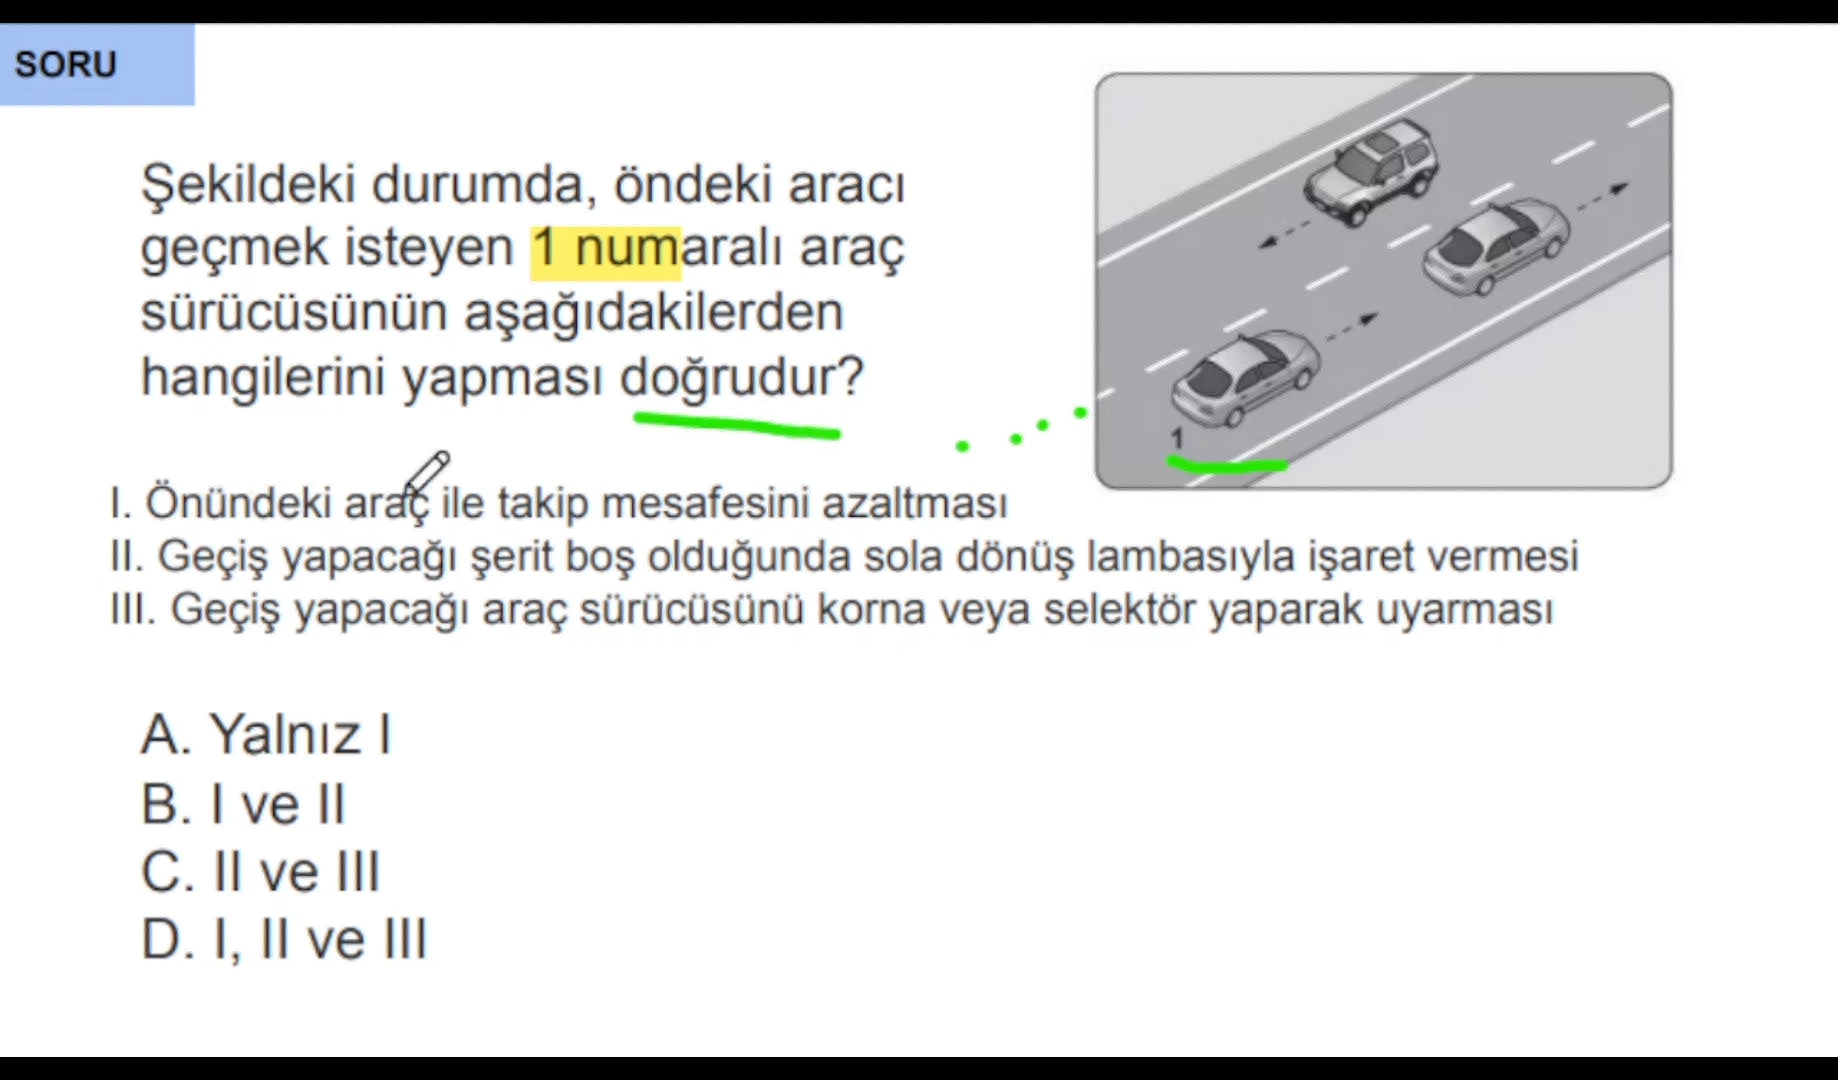 SORU
Şekildeki durumda, öndeki aracı
geçmek isteyen 1 numaralı araç
sürücüsünün aşağıdakilerden
hangilerini yapması doğrudur?
1
I. Önündeki araç ile takip mesafesini azaltması
II. Geçiş yapacağı şerit boş olduğunda sola dönüş lambasıyla işaret vermesi
III. Geçiş yapacağı araç sürücüsünü korna veya selektör yaparak uyarması
A. Yalnız I
B. I ve II
C. II ve III
D. I, II ve III